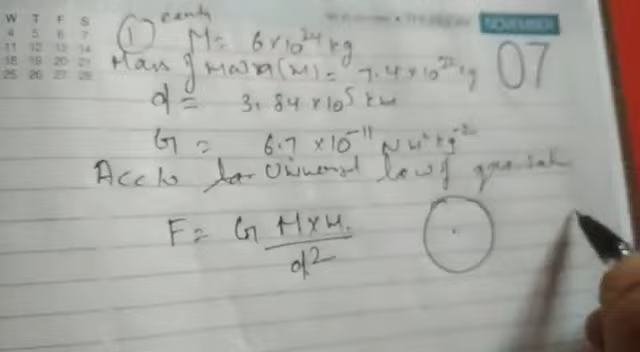 W T F S
4 5 6 7
11 12 13 14
18 19 20 21
25 26 27 28
NOVEMBER
07
① earth M = 6×10²⁴ kg
Mass of (M) = 7.4×10²² kg
d = 3.84×10⁵ km
G = 6.7×10⁻¹¹ N m² kg⁻²
Acc to Universal law of
F = G M×M / d²